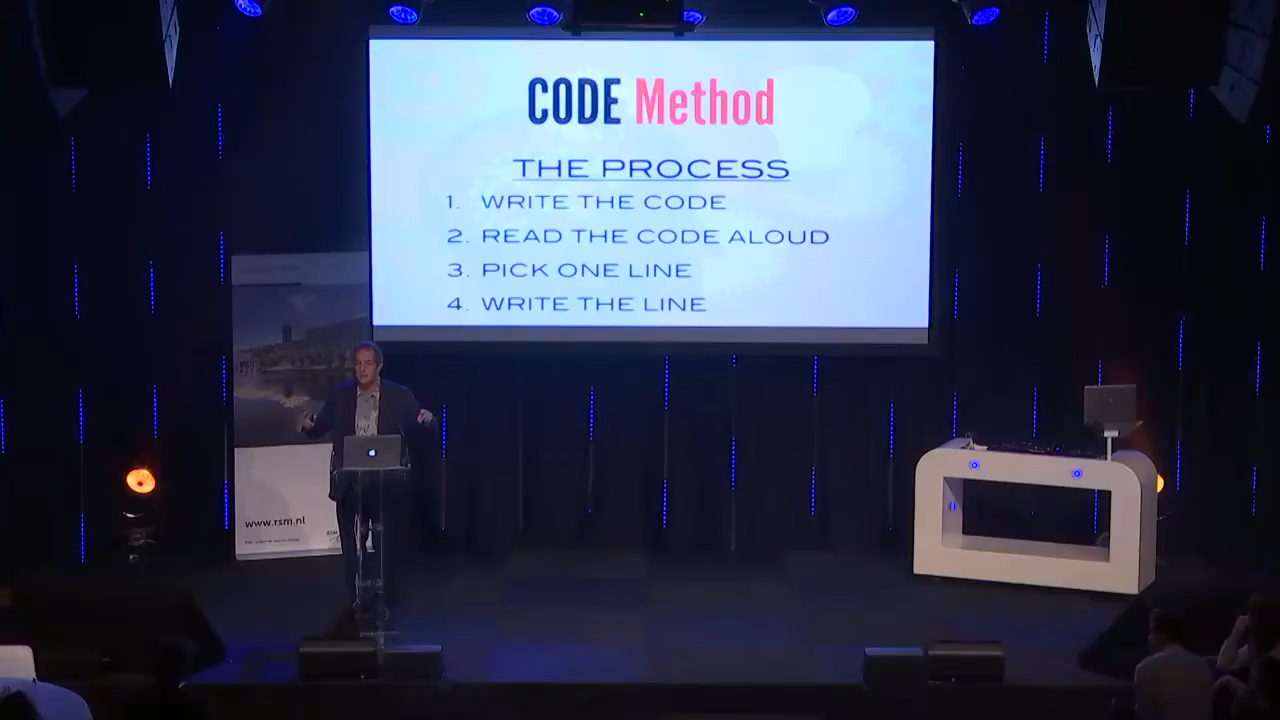 CODE Method
THE PROCESS
1. WRITE THE CODE
2. READ THE CODE ALOUD
3. PICK ONE LINE
4. WRITE THE LINE
www.rsm.nl
RSM